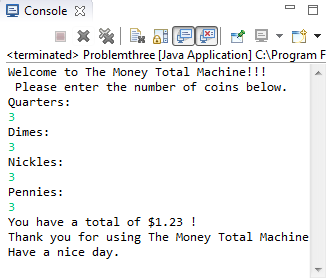 Console
<terminated> Problemthree [Java Application] C:\Program F
Welcome to The Money Total Machine!!!
Please enter the number of coins below.
Quarters:
3
Dimes:
3
Nickles:
3
Pennies:
3
You have a total of $1.23 !
Thank you for using The Money Total Machine
Have a nice day.